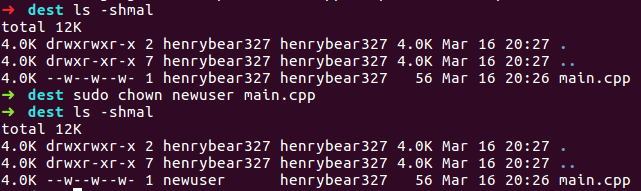 ➜ dest ls -shmal
total 12K
4.0K drwxrwxr-x 2 henrybear327 henrybear327 4.0K Mar 16 20:27 .
4.0K drwxr-xr-x 7 henrybear327 henrybear327 4.0K Mar 16 20:27 ..
4.0K --w--w--w- 1 henrybear327 henrybear327   56 Mar 16 20:26 main.cpp
➜ dest sudo chown newuser main.cpp
➜ dest ls -shmal
total 12K
4.0K drwxrwxr-x 2 henrybear327 henrybear327 4.0K Mar 16 20:27 .
4.0K drwxr-xr-x 7 henrybear327 henrybear327 4.0K Mar 16 20:27 ..
4.0K --w--w--w- 1 newuser      henrybear327   56 Mar 16 20:26 main.cpp